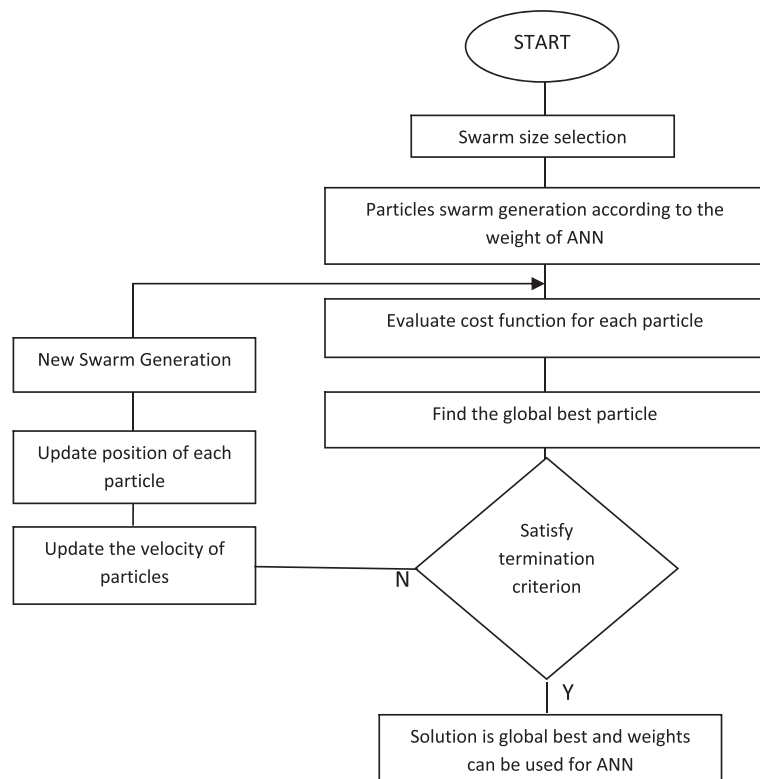 START
Swarm size selection
Particles swarm generation according to the
weight of ANN
Evaluate cost function for each particle
Find the global best particle
Satisfy
termination
criterion
N
Update the velocity of
particles
Update position of each
particle
New Swarm Generation
Y
Solution is global best and weights
can be used for ANN